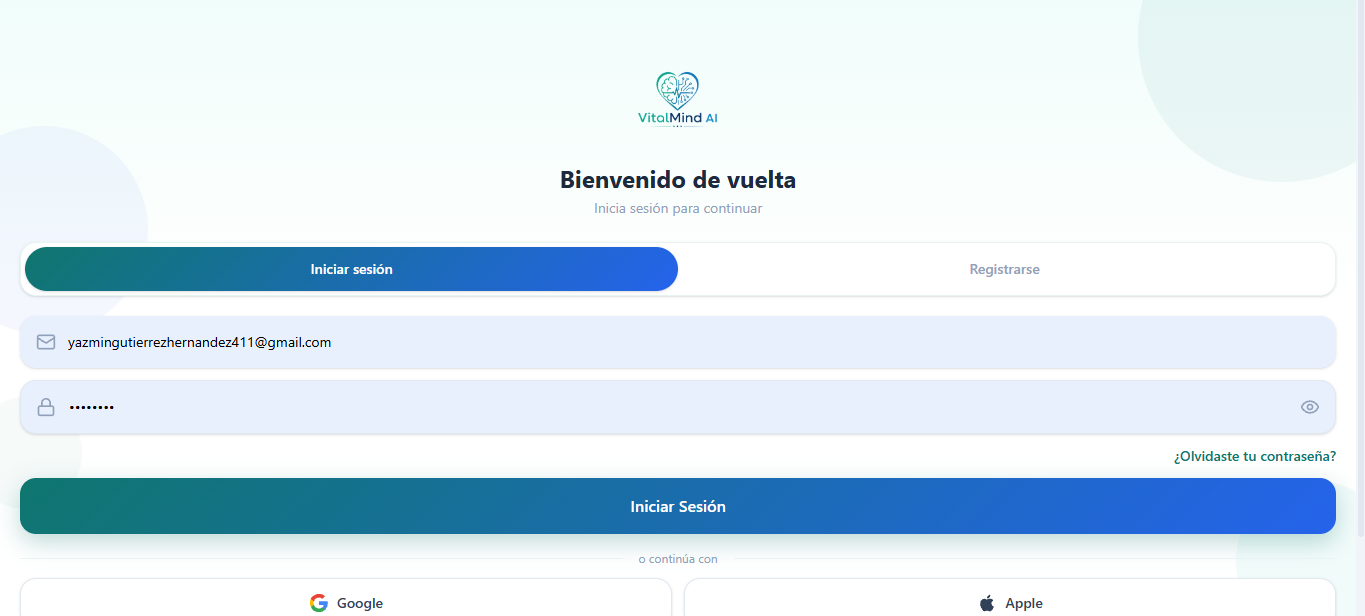 VitalMind AI
Bienvenido de vuelta
Inicia sesión para continuar
Iniciar sesión
Registrarse
yazmingutierrezhernandez411@gmail.com
••••••••
¿Olvidaste tu contraseña?
Iniciar Sesión
o continúa con
Google
Apple